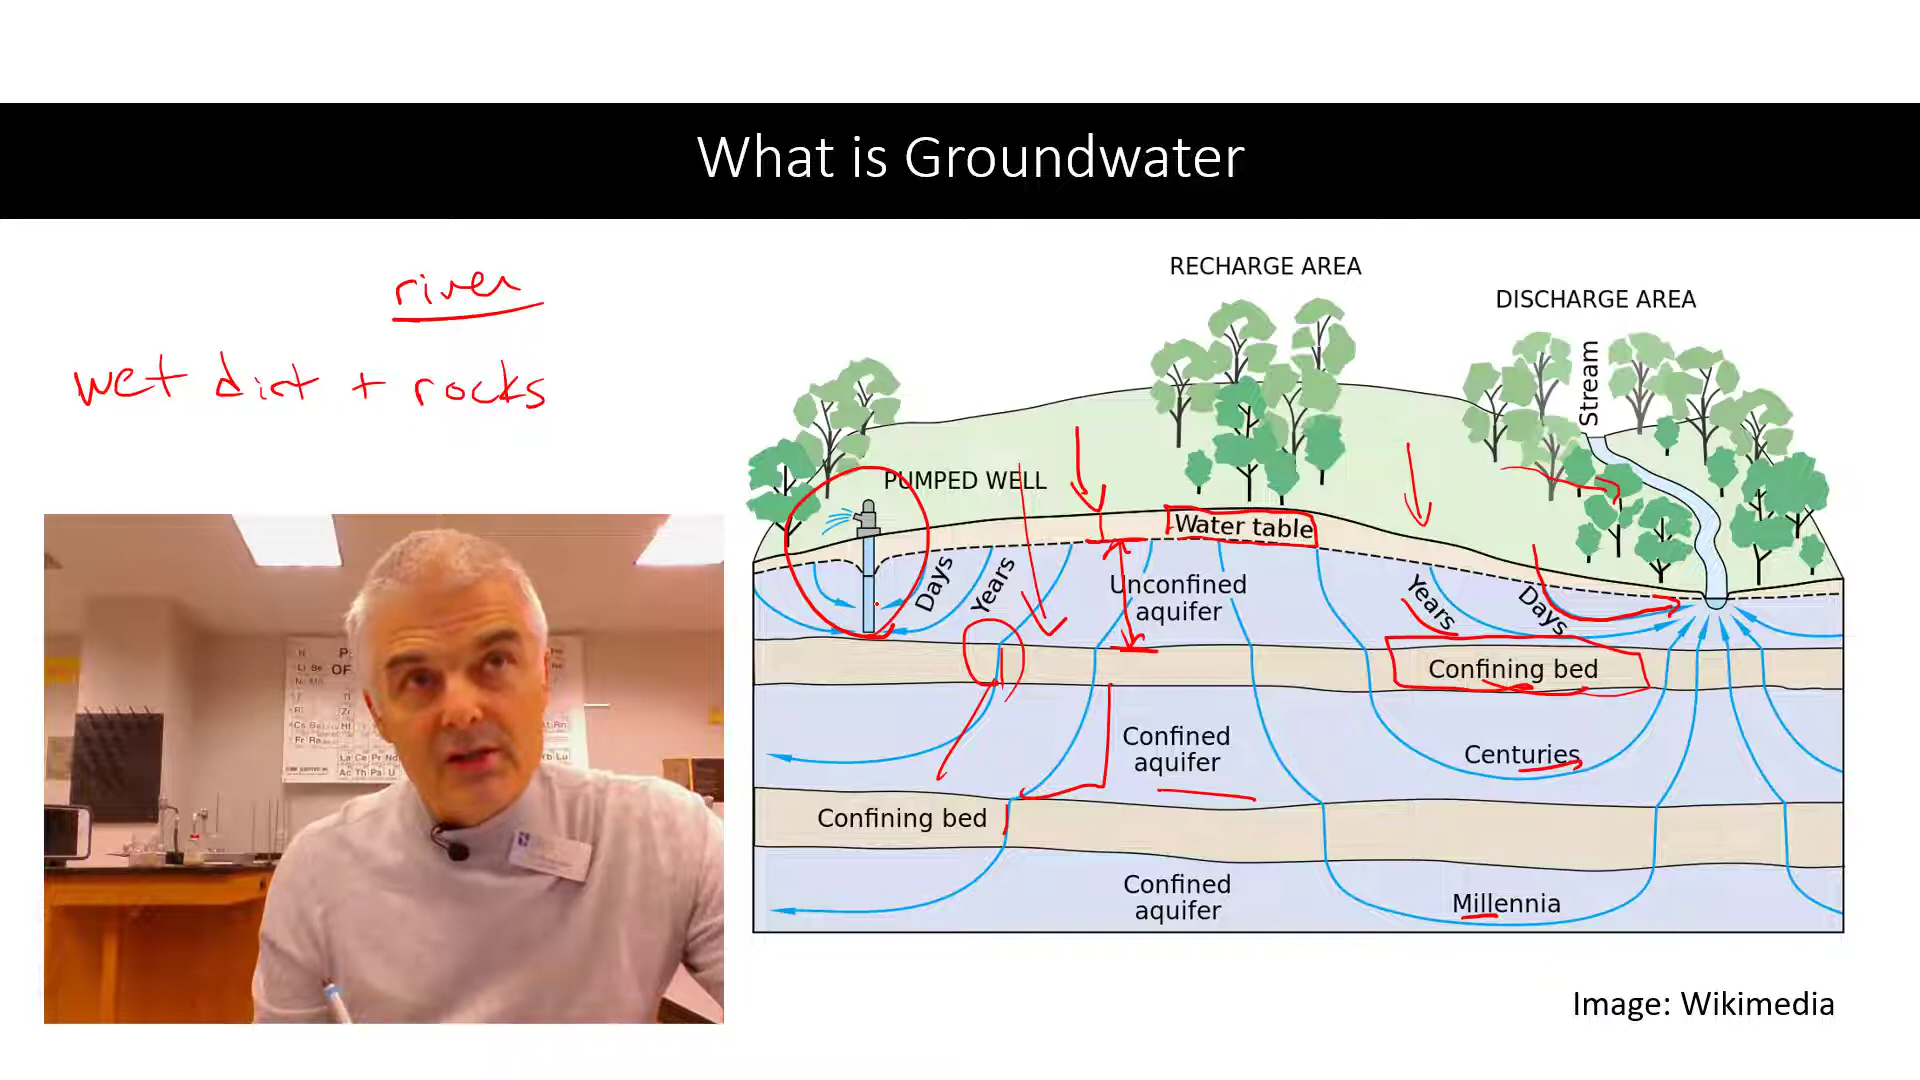 What is Groundwater
river
wet dirt + rocks
RECHARGE AREA
DISCHARGE AREA
Stream
PUMPED WELL
Water table
Days
Years
Unconfined
aquifer
Years
Days
Confining bed
Confined
aquifer
Centuries
Confining bed
Confined
aquifer
Millennia
Image: Wikimedia